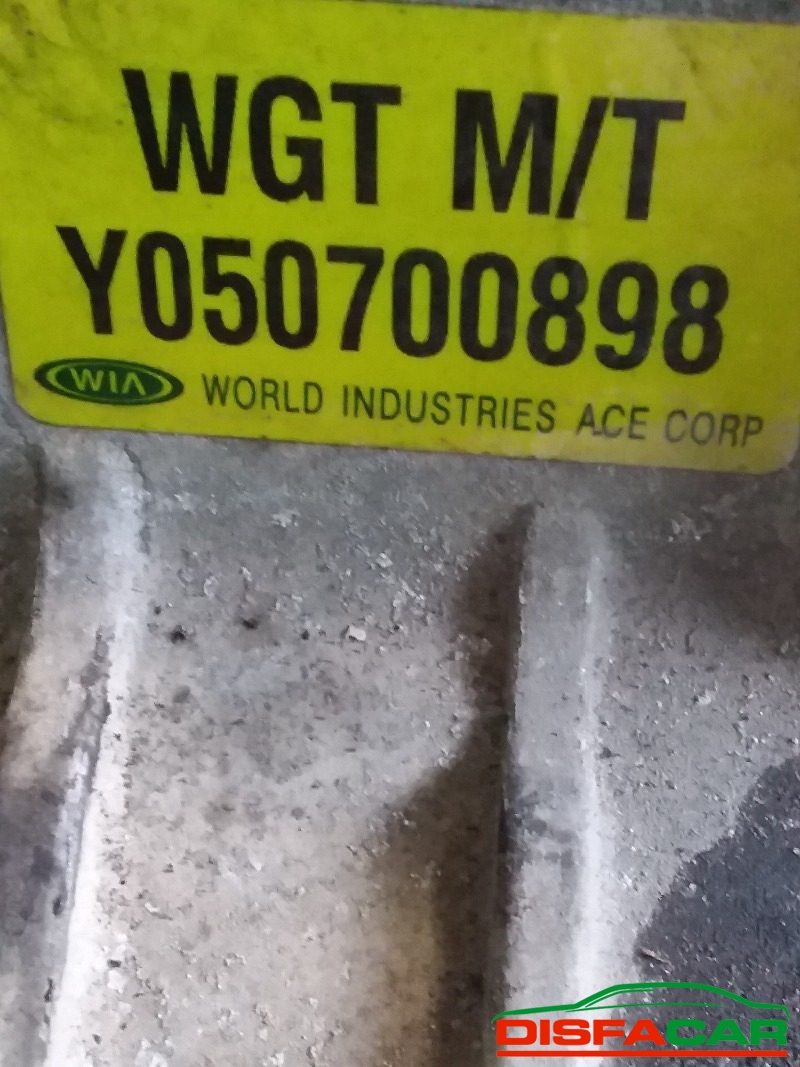 WGT M/T
Y050700898
WIA WORLD INDUSTRIES ACE CORP
DISFACAR